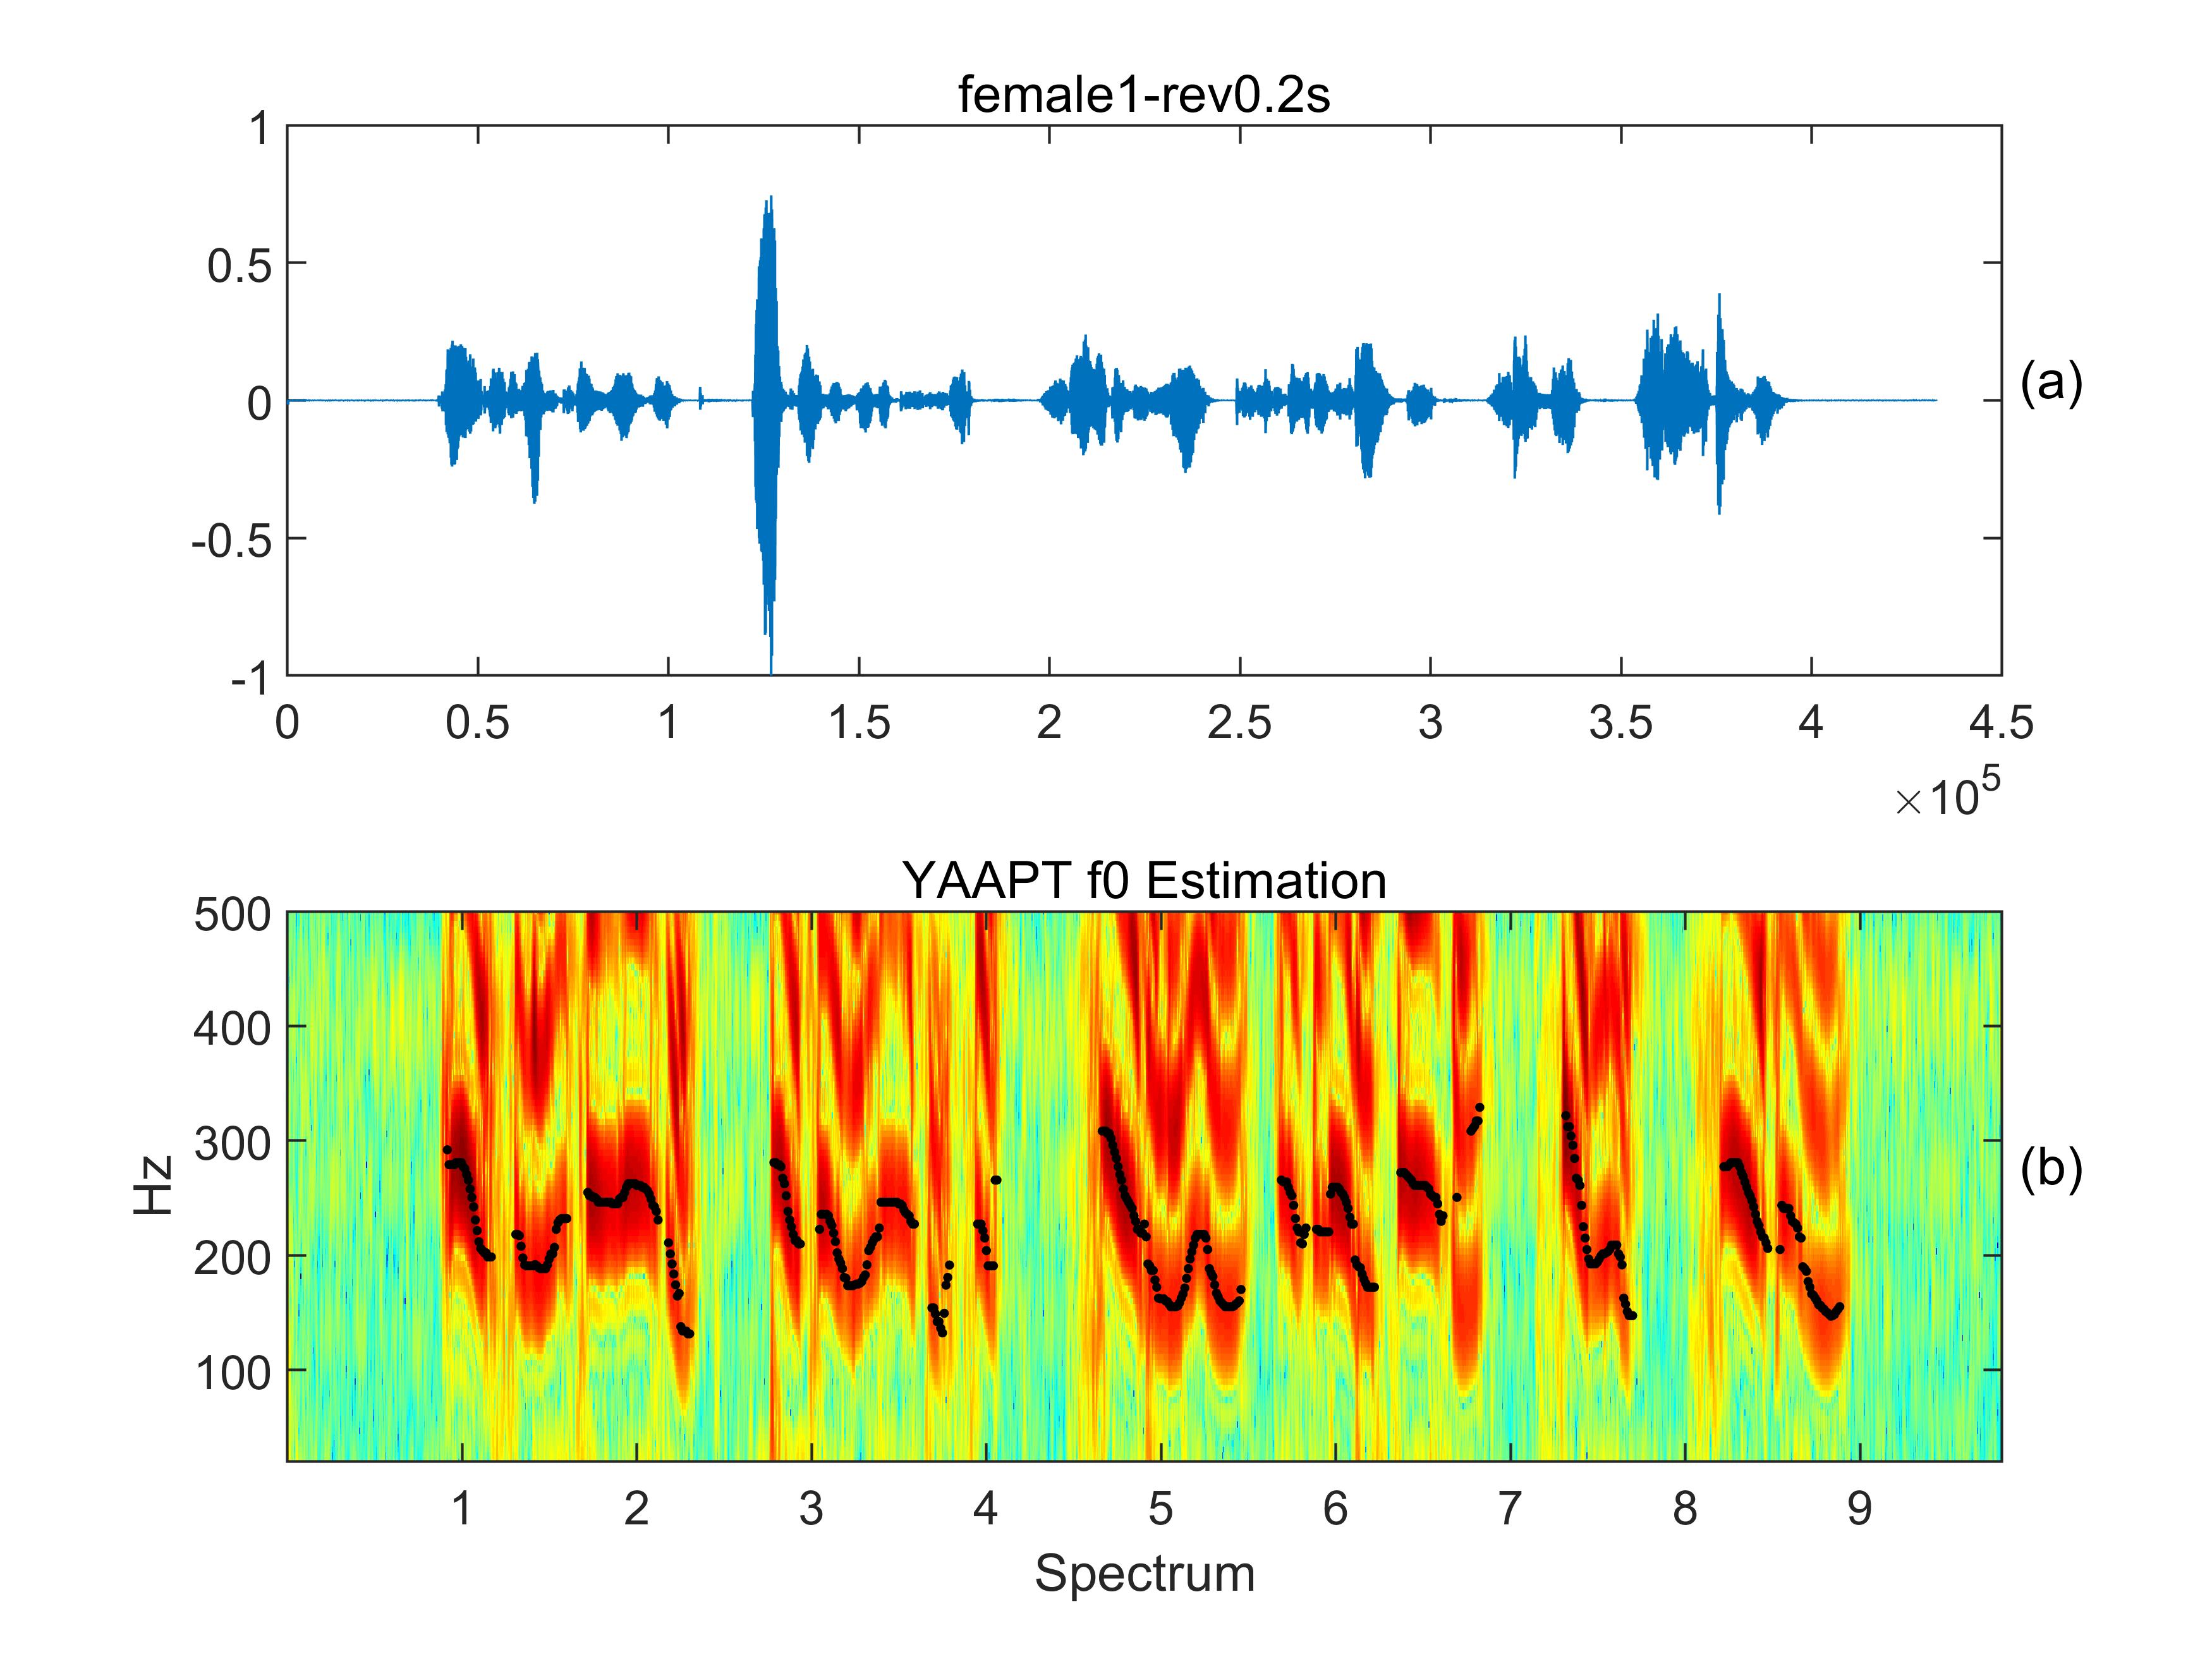 female1-rev0.2s
1
0.5
0
-0.5
-1
(a)
0 0.5 1 1.5 2 2.5 3 3.5 4 4.5
×10^5
YAAPT f0 Estimation
500
400
300
200
100
Hz
(b)
1 2 3 4 5 6 7 8 9
Spectrum